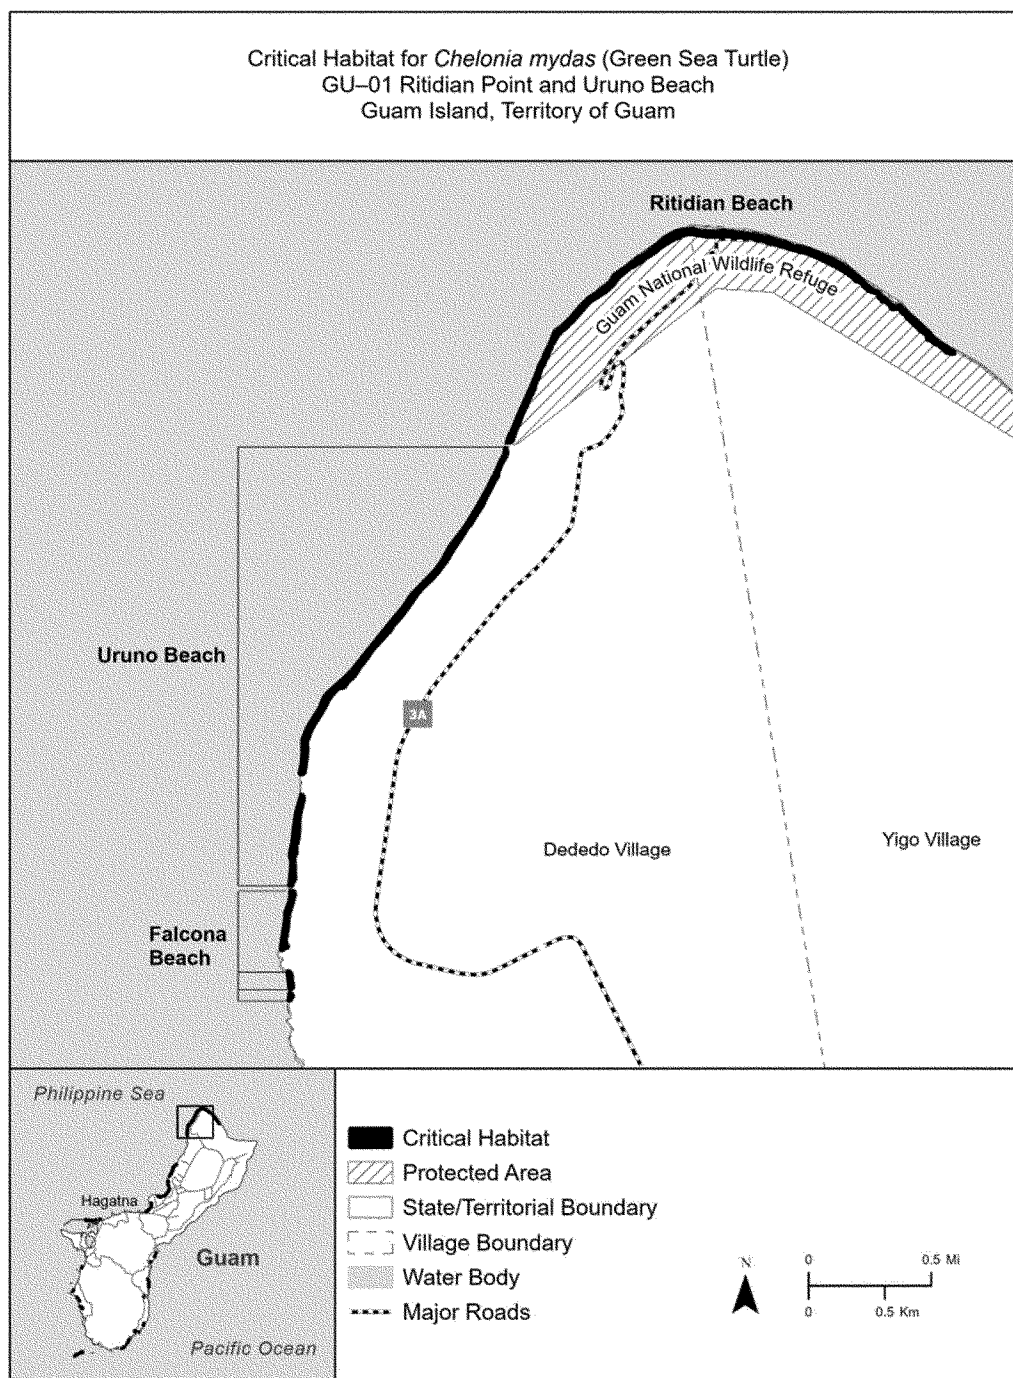 Critical Habitat for Chelonia mydas (Green Sea Turtle)
GU–01 Ritidian Point and Uruno Beach
Guam Island, Territory of Guam
Ritidian Beach
Guam National Wildlife Refuge
Uruno Beach
3A
Dededo Village
Yigo Village
Falcona
Beach
Philippine Sea
Hagatna
Guam
Pacific Ocean
Critical Habitat
Protected Area
State/Territorial Boundary
Village Boundary
Water Body
Major Roads
N
0 0.5 Mi
0 0.5 Km